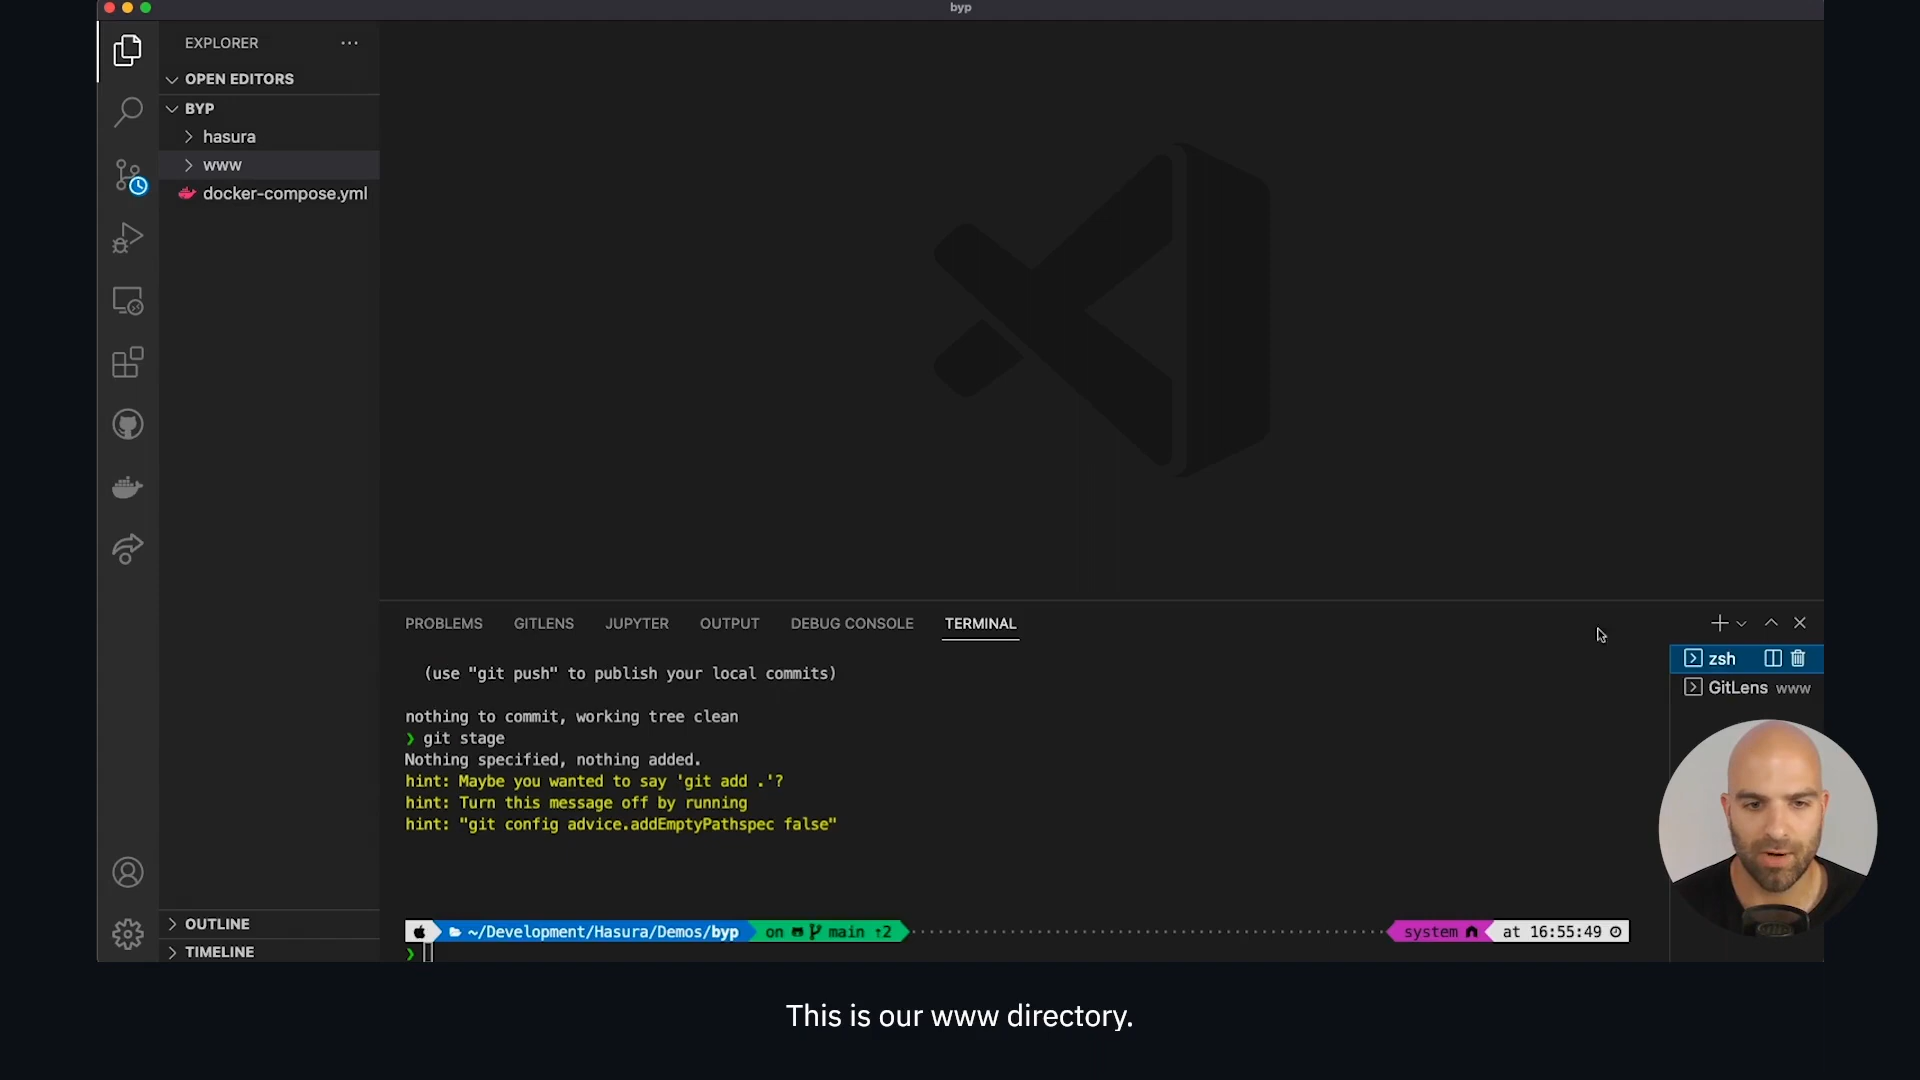 byp
EXPLORER
OPEN EDITORS
BYP
hasura
www
docker-compose.yml
OUTLINE
TIMELINE
PROBLEMS GITLENS JUPYTER OUTPUT DEBUG CONSOLE TERMINAL
(use "git push" to publish your local commits)
nothing to commit, working tree clean
❯ git stage
Nothing specified, nothing added.
hint: Maybe you wanted to say 'git add .'?
hint: Turn this message off by running
hint: "git config advice.addEmptyPathspec false"
~/Development/Hasura/Demos/byp on main ↑2 system at 16:55:49
❯
zsh
GitLens www
This is our www directory.